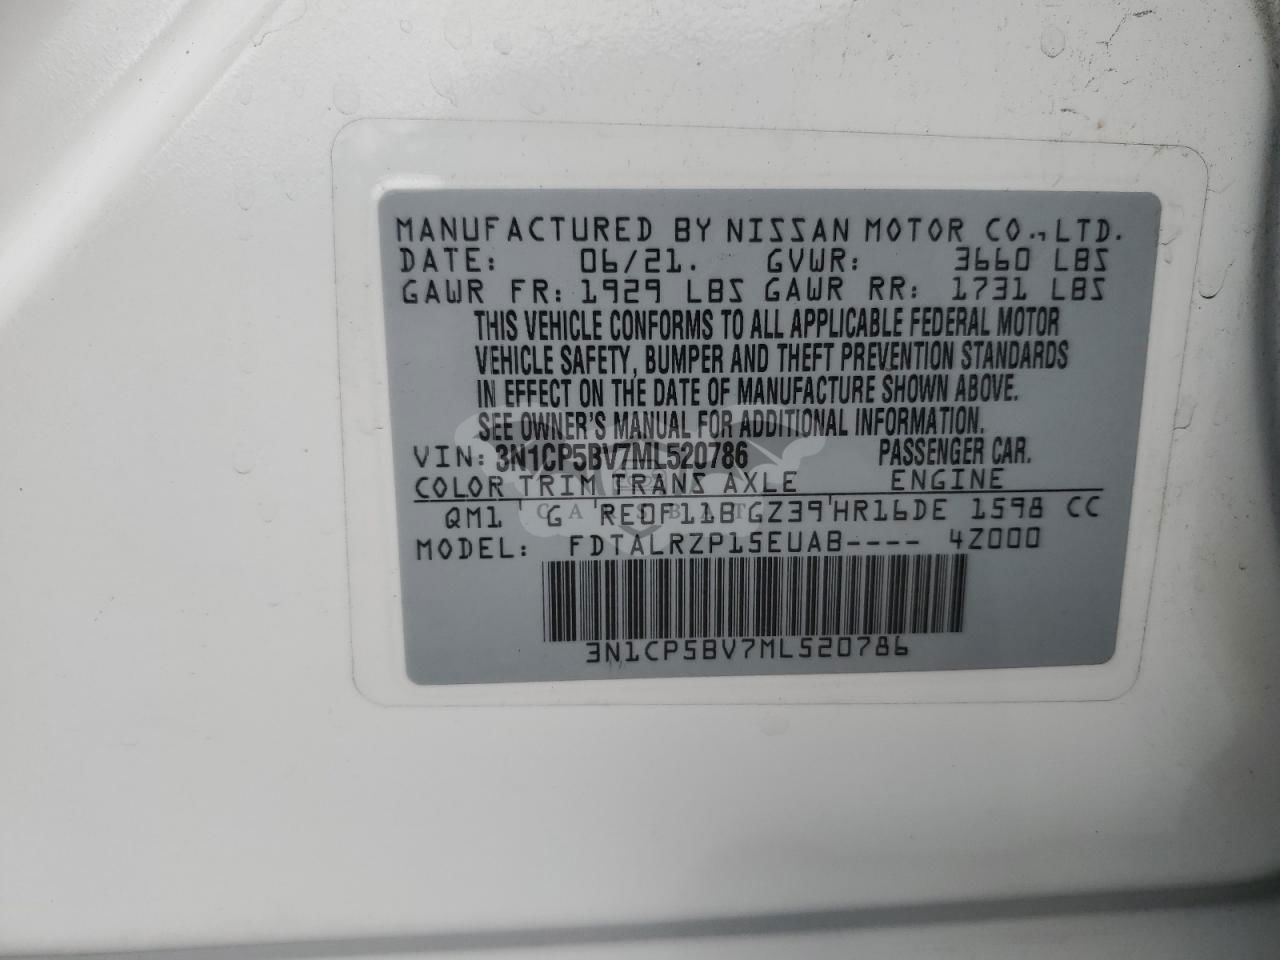 MANUFACTURED BY NISSAN MOTOR CO., LTD.
DATE: 06/21. GVWR: 3660 LBS
GAWR FR: 1929 LBS GAWR RR: 1731 LBS
THIS VEHICLE CONFORMS TO ALL APPLICABLE FEDERAL MOTOR
VEHICLE SAFETY, BUMPER AND THEFT PREVENTION STANDARDS
IN EFFECT ON THE DATE OF MANUFACTURE SHOWN ABOVE.
SEE OWNER'S MANUAL FOR ADDITIONAL INFORMATION.
VIN: 3N1CP5BV7ML520786 PASSENGER CAR.
COLOR TRIM TRANS AXLE ENGINE
QM1 G RE0F11B GZ39 HR16DE 1598 CC
MODEL: FDTALRZP15EUAB---- 4Z000
3N1CP5BV7ML520786